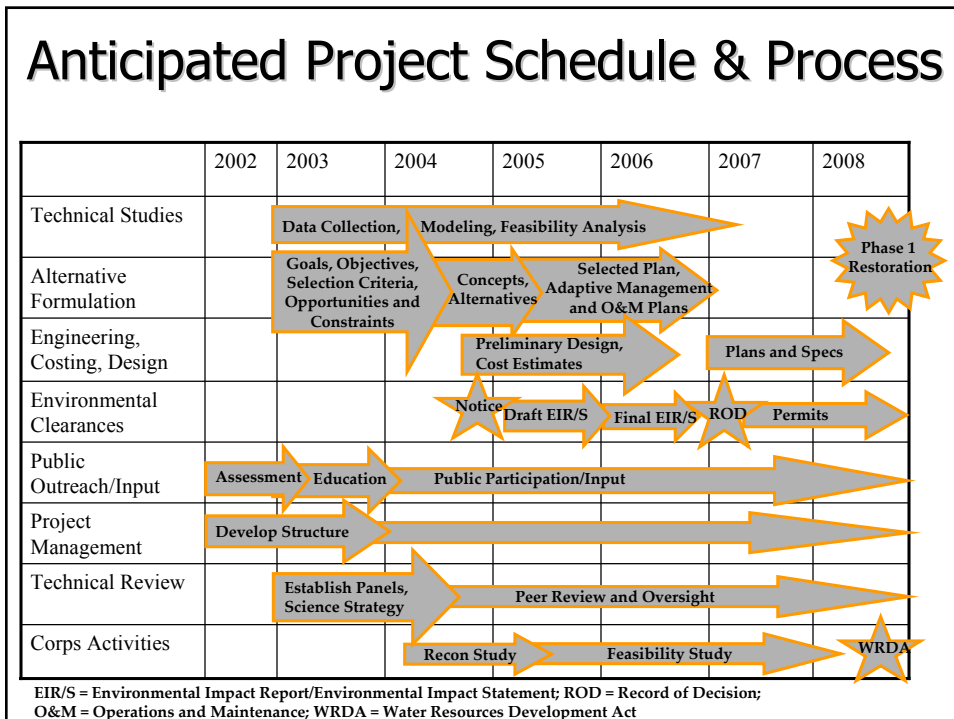 Anticipated Project Schedule & Process
2002 2003 2004 2005 2006 2007 2008
Technical Studies
Data Collection, Modeling, Feasibility Analysis
Phase 1
Restoration
Alternative
Formulation
Goals, Objectives,
Selection Criteria,
Opportunities and
Constraints
Concepts,
Alternatives
Selected Plan,
Adaptive Management
and O&M Plans
Engineering,
Costing, Design
Preliminary Design,
Cost Estimates
Plans and Specs
Environmental
Clearances
Notice
Draft EIR/S
Final EIR/S
ROD
Permits
Public
Outreach/Input
Assessment
Education
Public Participation/Input
Project
Management
Develop Structure
Technical Review
Establish Panels,
Science Strategy
Peer Review and Oversight
Corps Activities
Recon Study
Feasibility Study
WRDA
EIR/S = Environmental Impact Report/Environmental Impact Statement; ROD = Record of Decision;
O&M = Operations and Maintenance; WRDA = Water Resources Development Act